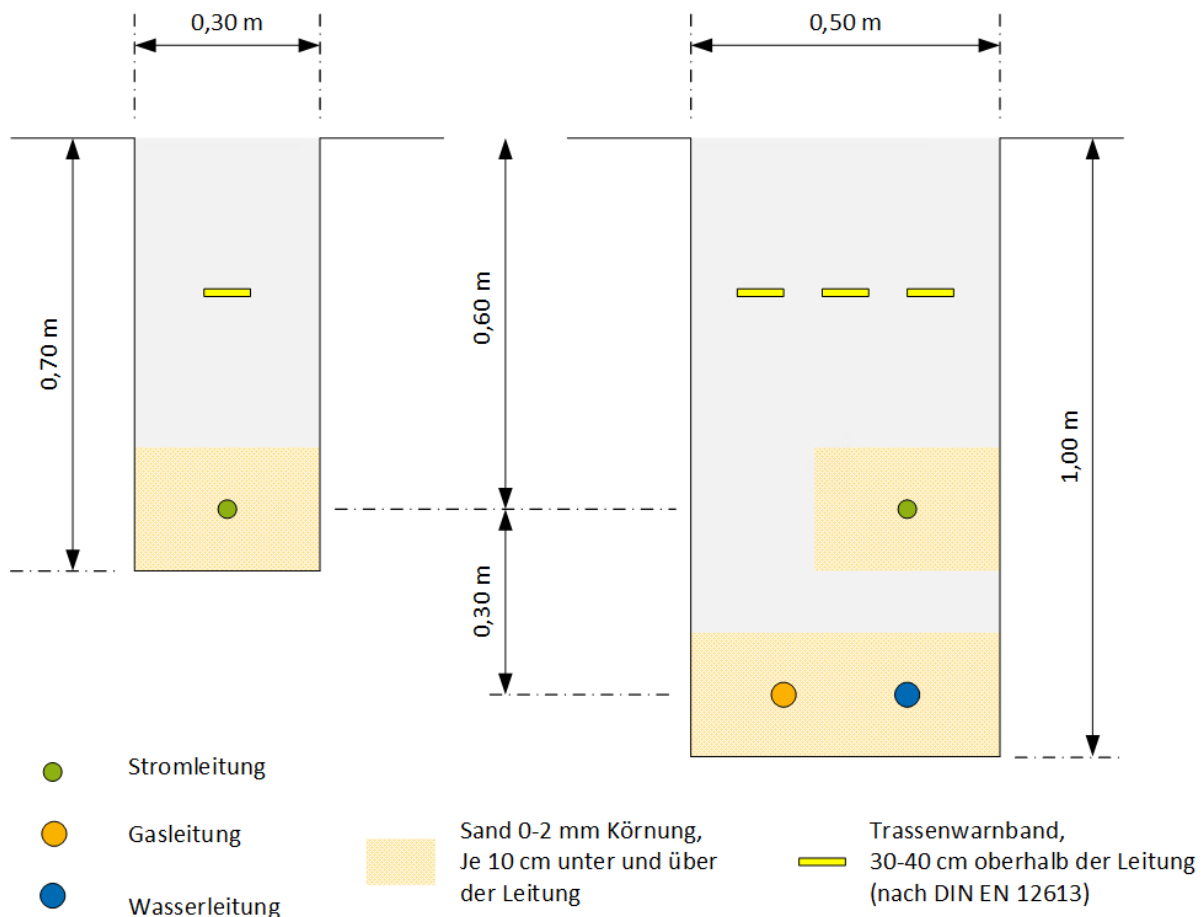 0,30 m
0,50 m
0,70 m
0,60 m
0,30 m
1,00 m
Stromleitung
Gasleitung
Wasserleitung
Sand 0-2 mm Körnung,
Je 10 cm unter und über
der Leitung
Trassenwarnband,
30-40 cm oberhalb der Leitung
(nach DIN EN 12613)